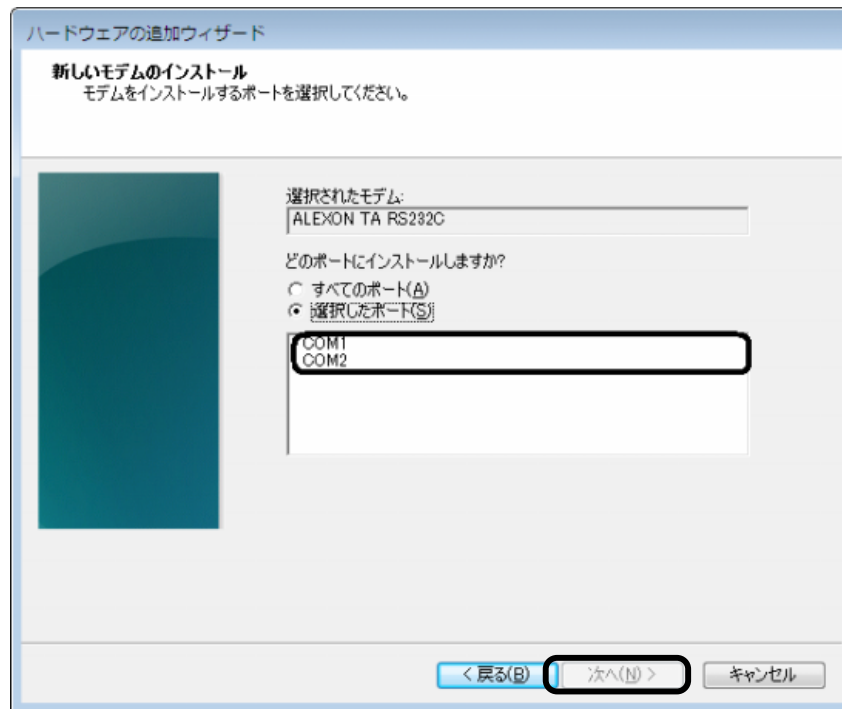 ハードウェアの追加ウィザード
新しいモデムのインストール
モデムをインストールするポートを選択してください。
選択されたモデム:
ALEXON TA RS232C
どのポートにインストールしますか?
すべてのポート(A)
選択したポート(S)
COM1
COM2
< 戻る(B)
次へ(N) >
キャンセル